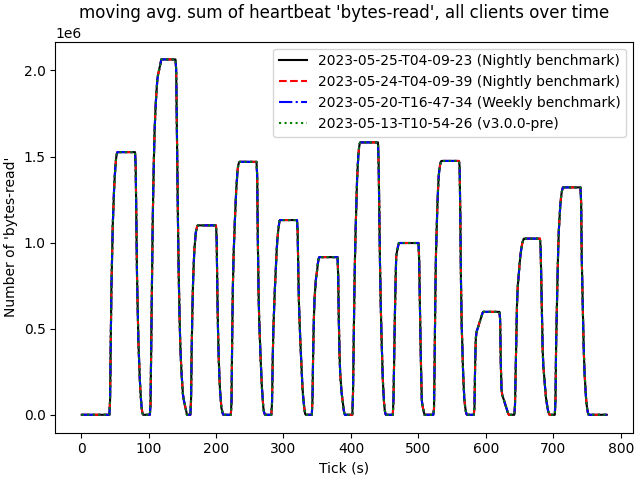 moving avg. sum of heartbeat 'bytes-read', all clients over time
1e6
2023-05-25-T04-09-23 (Nightly benchmark)
2023-05-24-T04-09-39 (Nightly benchmark)
2023-05-20-T16-47-34 (Weekly benchmark)
2023-05-13-T10-54-26 (v3.0.0-pre)
Number of 'bytes-read'
2.0
1.5
1.0
0.5
0.0
0 100 200 300 400 500 600 700 800
Tick (s)